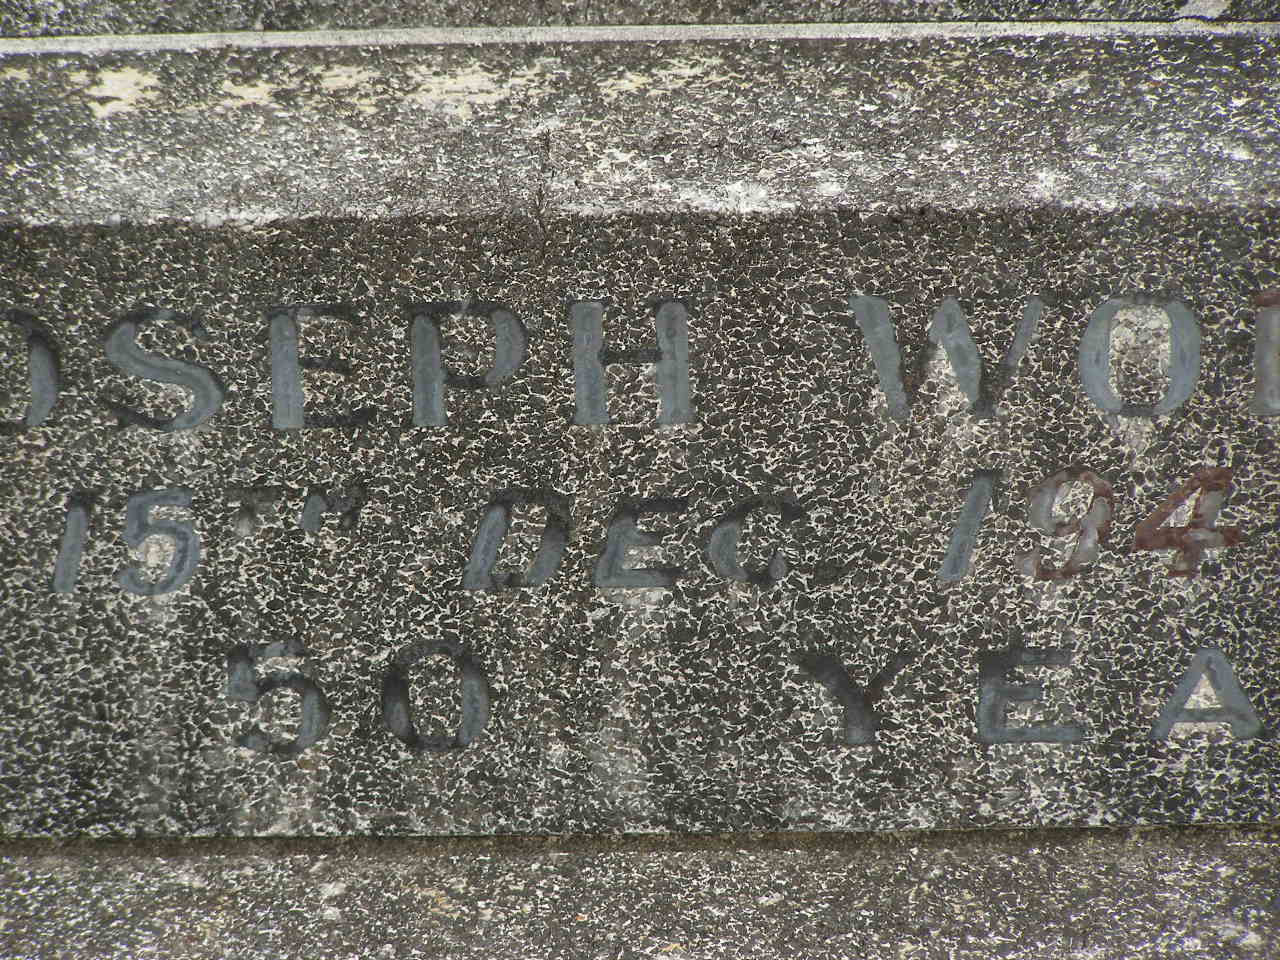 OSEPH WO
15TH DEC 194
50 YEA